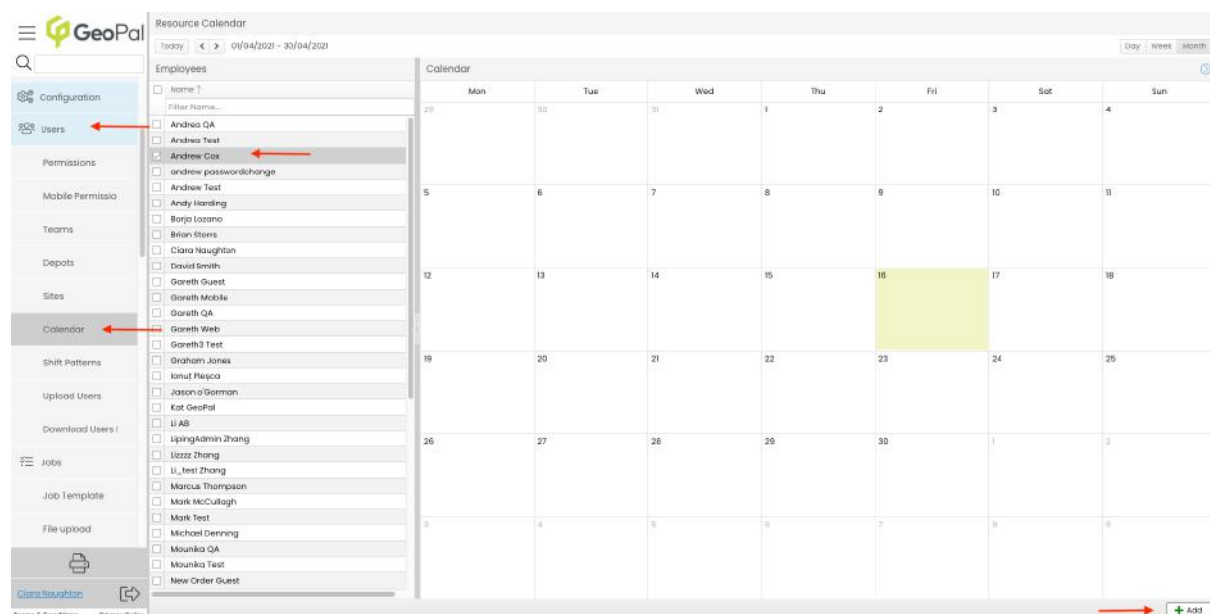 GeoPal
Resource Calendar
Today < > 01/04/2021 - 30/04/2021
Day Week Month
Employees
Calendar
Configuration
Users
Permissions
Mobile Permissio
Teams
Depots
Sites
Calendar
Shift Patterns
Upload Users
Download Users
Jobs
Job Template
File upload
Ciara Naughton
Terms & Conditions Privacy Policy
Name ↑
Filter Name...
Andrea QA
Andrea Test
Andrew Cox
andrew passwordchange
Andrew Test
Andy Harding
Borja Lozano
Brian Storrs
Ciara Naughton
David Smith
Gareth Guest
Gareth Mobile
Gareth QA
Gareth Web
Gareth3 Test
Graham Jones
Ionuț Pleșca
Jason o'Gorman
Kat GeoPal
Li AB
LipingAdmin Zhang
Lizzzz Zhang
Li_test Zhang
Marcus Thompson
Mark McCullagh
Mark Test
Michael Denning
Mounika QA
Mounika Test
New Order Guest
Mon Tue Wed Thu Fri Sat Sun
29 30 31 1 2 3 4
5 6 7 8 9 10 11
12 13 14 15 16 17 18
19 20 21 22 23 24 25
26 27 28 29 30 1 2
3 4 5 6 7 8 9
+ Add